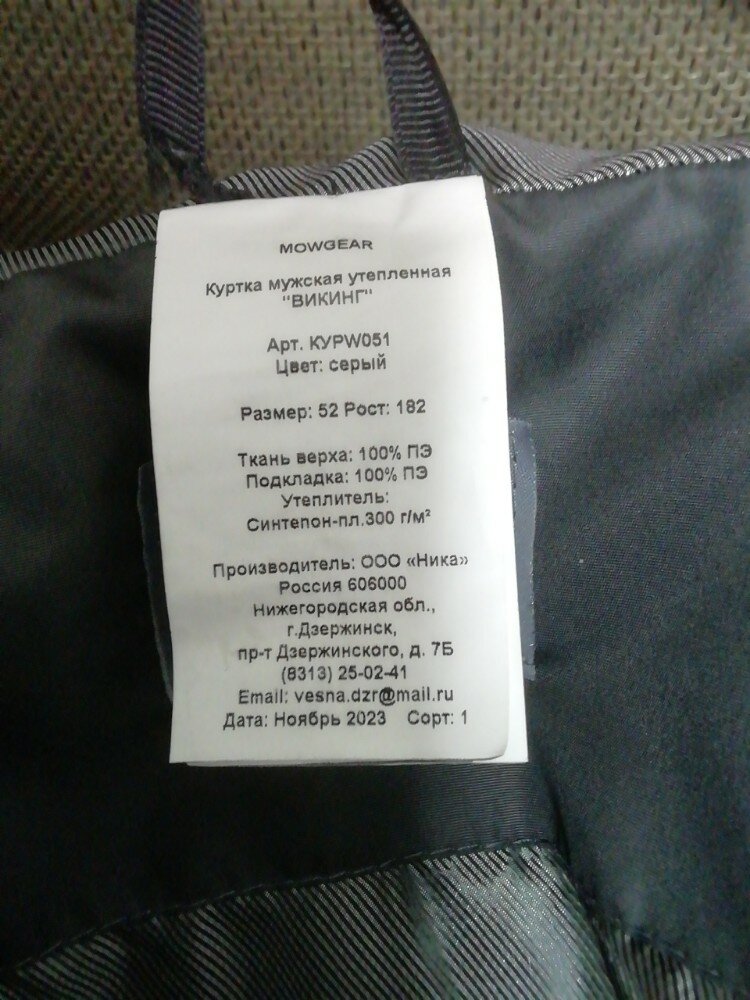 MOWGEAR
Куртка мужская утепленная
"ВИКИНГ"
Арт. КУРW051
Цвет: серый
Размер: 52 Рост: 182
Ткань верха: 100% ПЭ
Подкладка: 100% ПЭ
Утеплитель:
Синтепон-пл.300 г/м²
Производитель: ООО «Ника»
Россия 606000
Нижегородская обл.,
г.Дзержинск,
пр-т Дзержинского, д. 7Б
(8313) 25-02-41
Email: vesna.dzr@mail.ru
Дата: Ноябрь 2023 Сорт: 1